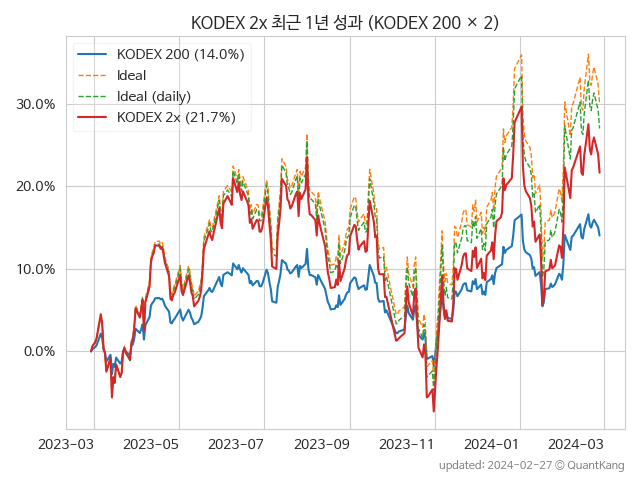 KODEX 2x 최근 1년 성과 (KODEX 200 × 2)
KODEX 200 (14.0%)
Ideal
Ideal (daily)
KODEX 2x (21.7%)
30.0%
20.0%
10.0%
0.0%
2023-03 2023-05 2023-07 2023-09 2023-11 2024-01 2024-03
updated: 2024-02-27 ⓒ QuantKang